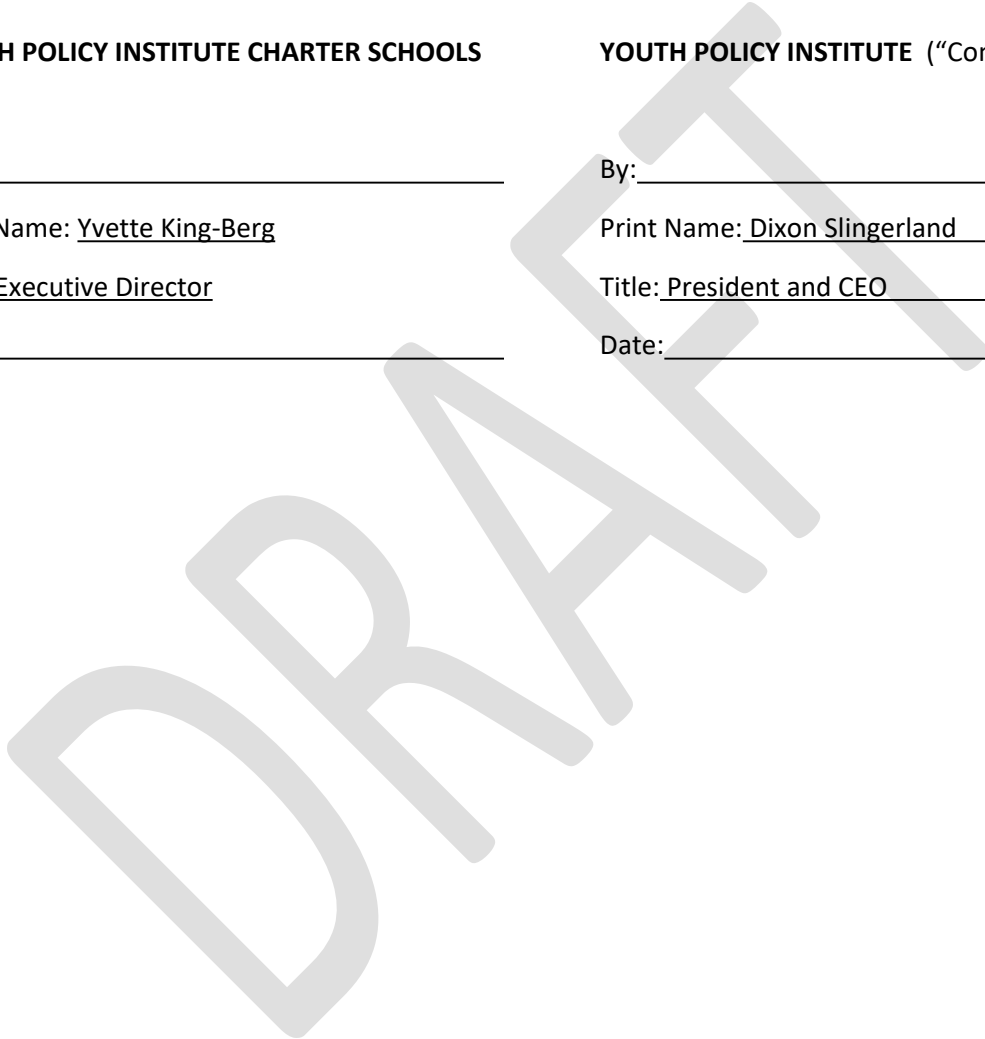 H POLICY INSTITUTE CHARTER SCHOOLS
Name: Yvette King-Berg
Executive Director
YOUTH POLICY INSTITUTE (“Con
By:
Print Name: Dixon Slingerland
Title: President and CEO
Date:
DRAFT